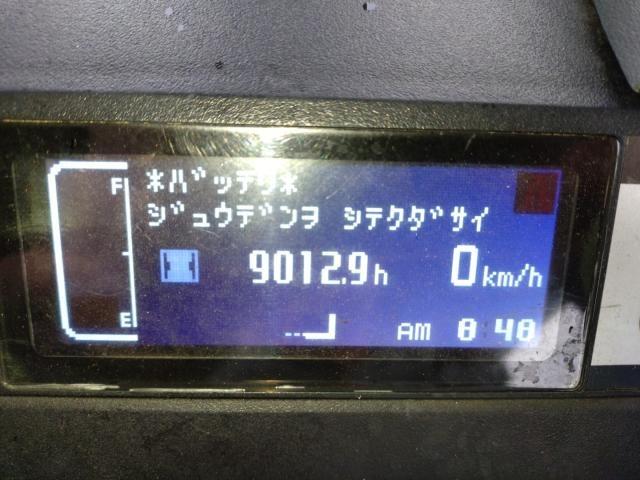 F
*バッテリ*
ジュウデンヲ シテクダサイ
9012.9h
0km/h
E
AM 8:48